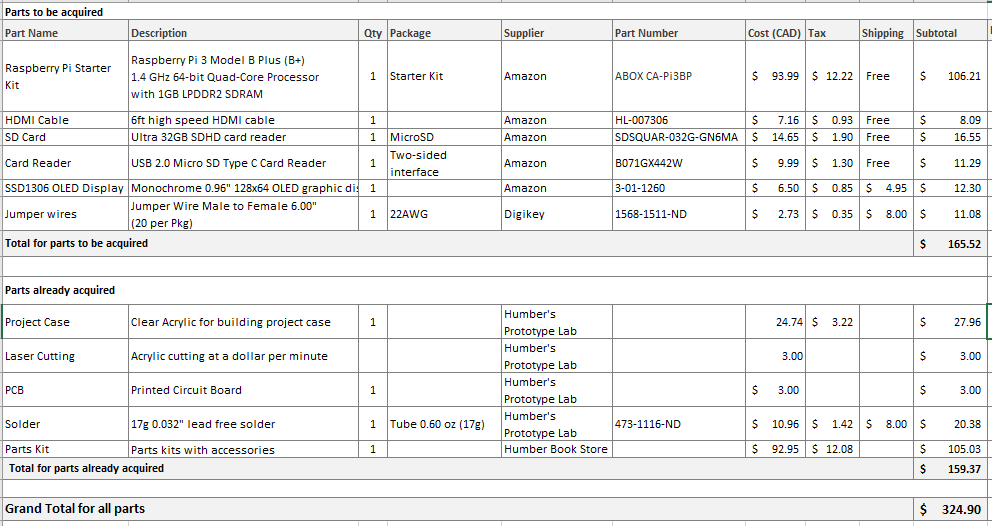 Parts to be acquired
Part Name Description Qty Package Supplier Part Number Cost (CAD) Tax Shipping Subtotal
Raspberry Pi Starter Kit Raspberry Pi 3 Model B Plus (B+) 1.4 GHz 64-bit Quad-Core Processor with 1GB LPDDR2 SDRAM 1 Starter Kit Amazon ABOX CA-Pi3BP $ 93.99 $ 12.22 Free $ 106.21
HDMI Cable 6ft high speed HDMI cable 1 Amazon HL-007306 $ 7.16 $ 0.93 Free $ 8.09
SD Card Ultra 32GB SDHD card reader 1 MicroSD Amazon SDSQUAR-032G-GN6MA $ 14.65 $ 1.90 Free $ 16.55
Card Reader USB 2.0 Micro SD Type C Card Reader 1 Two-sided interface Amazon B071GX442W $ 9.99 $ 1.30 Free $ 11.29
SSD1306 OLED Display Monochrome 0.96" 128x64 OLED graphic dis 1 Amazon 3-01-1260 $ 6.50 $ 0.85 $ 4.95 $ 12.30
Jumper wires Jumper Wire Male to Female 6.00" (20 per Pkg) 1 22AWG Digikey 1568-1511-ND $ 2.73 $ 0.35 $ 8.00 $ 11.08
Total for parts to be acquired $ 165.52
Parts already acquired
Project Case Clear Acrylic for building project case 1 Humber's Prototype Lab 24.74 $ 3.22 $ 27.96
Laser Cutting Acrylic cutting at a dollar per minute Humber's Prototype Lab 3.00 $ 3.00
PCB Printed Circuit Board 1 Humber's Prototype Lab $ 3.00 $ 3.00
Solder 17g 0.032" lead free solder 1 Tube 0.60 oz (17g) Humber's Prototype Lab 473-1116-ND $ 10.96 $ 1.42 $ 8.00 $ 20.38
Parts Kit Parts kits with accessories 1 Humber Book Store $ 92.95 $ 12.08 $ 105.03
Total for parts already acquired $ 159.37
Grand Total for all parts $ 324.90